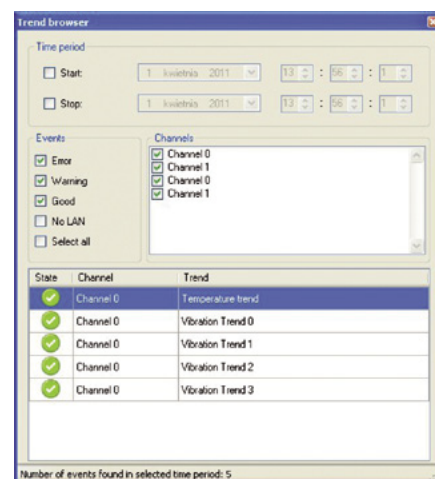 Trend browser
Time period
Start: 1 kwietnia 2011 13 : 56 : 1
Stop: 1 kwietnia 2011 13 : 56 : 1
Events
Error
Warning
Good
No LAN
Select all
Channels
Channel 0
Channel 1
Channel 0
Channel 1
State Channel Trend
Channel 0 Temperature trend
Channel 0 Vibration Trend 0
Channel 0 Vibration Trend 1
Channel 0 Vibration Trend 2
Channel 0 Vibration Trend 3
Number of events found in selected time period: 5